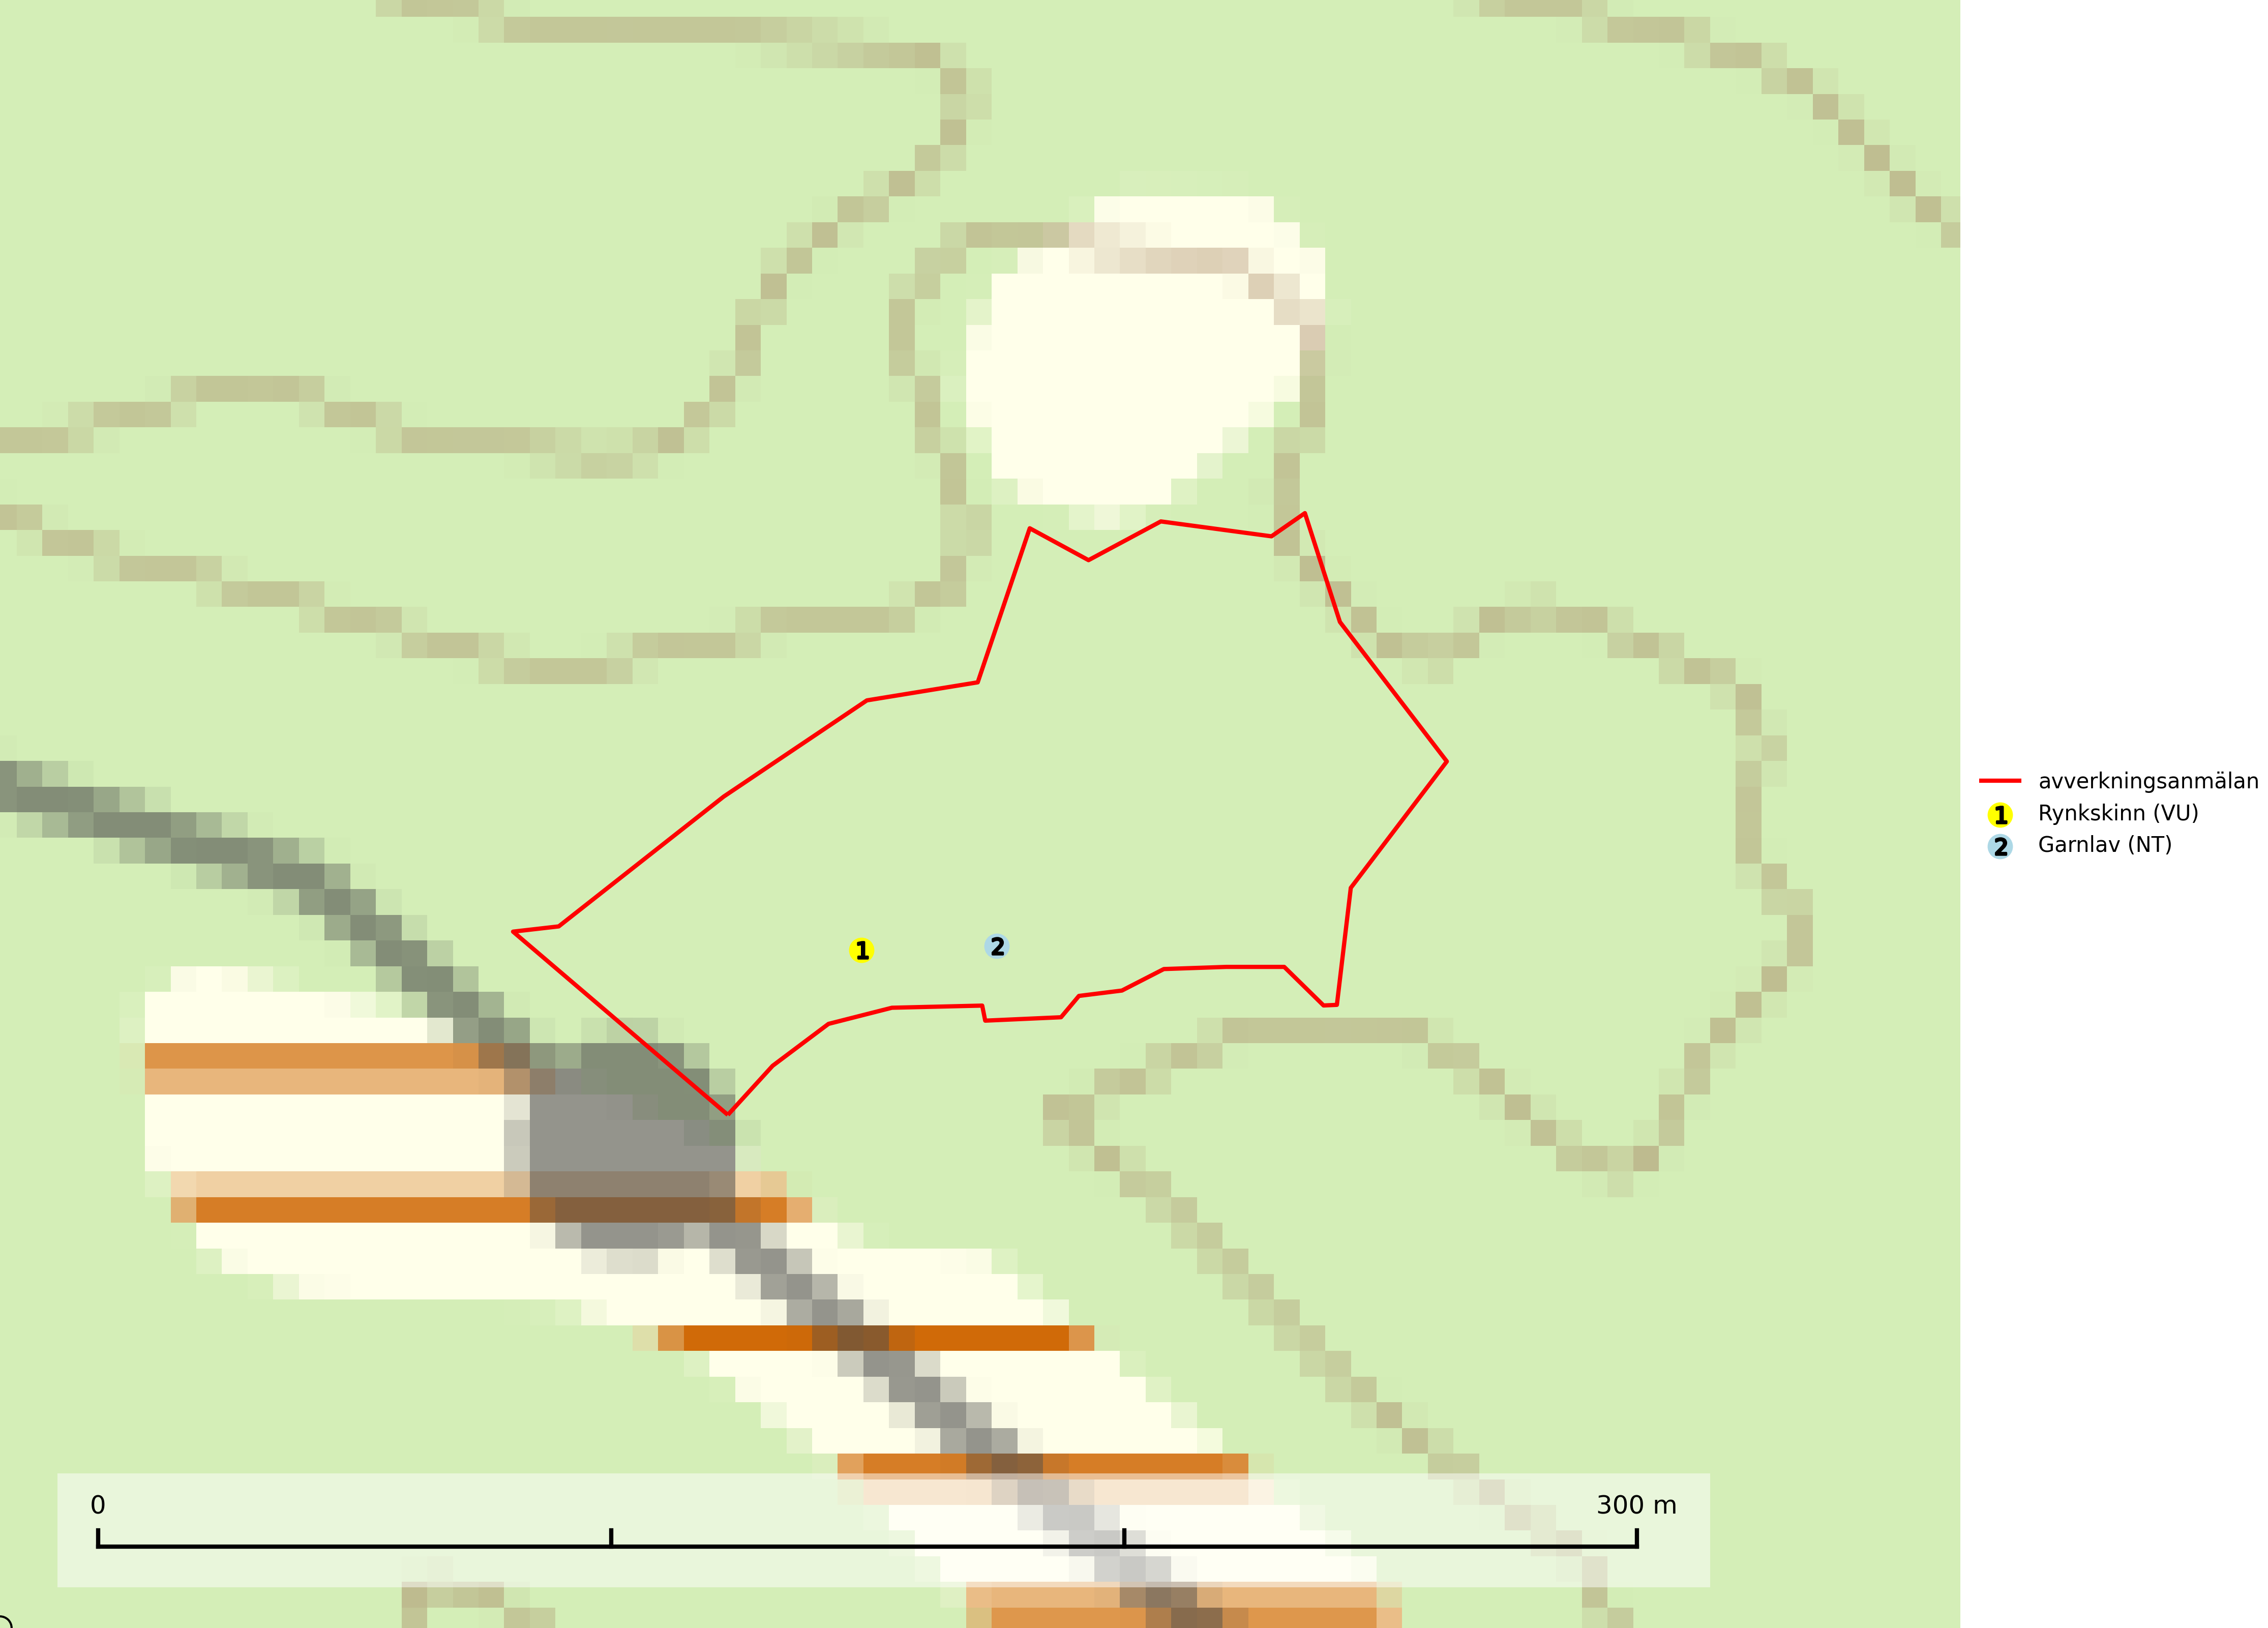 avverkningsanmälan
1 Rynkskinn (VU)
2 Garnlav (NT)
1
2
0 300 m